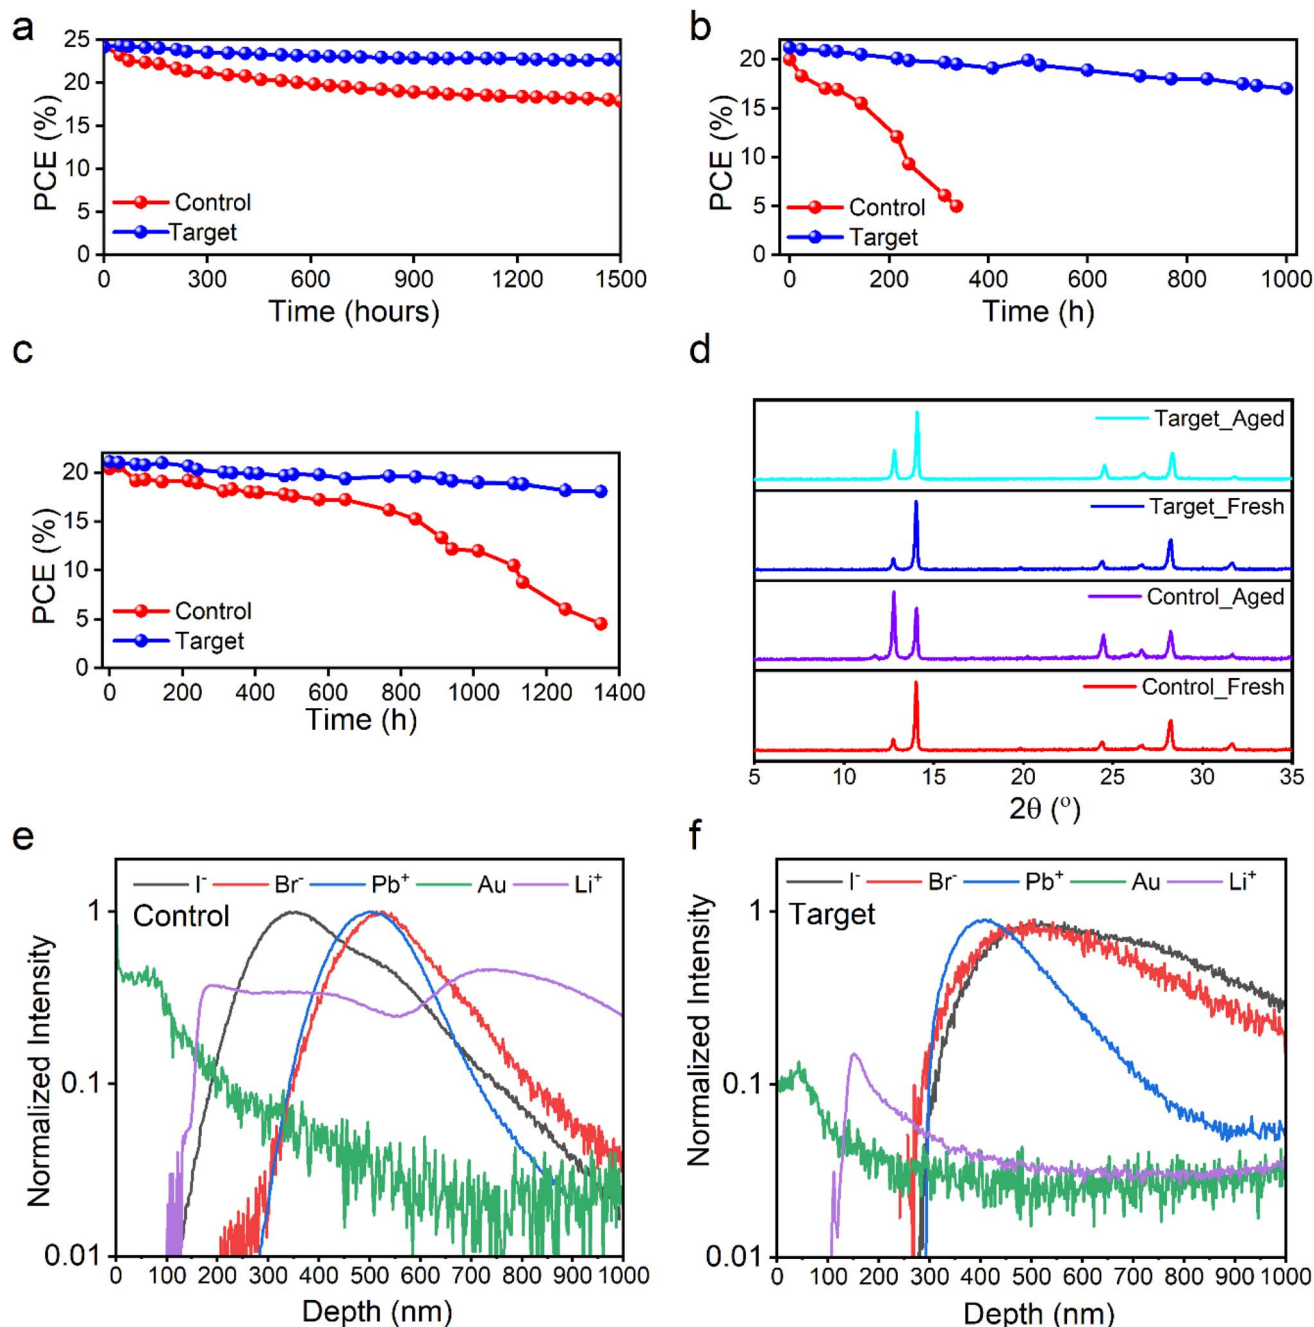 a
25
20
15
10
5
0
PCE (%)
Control
Target
0 300 600 900 1200 1500
Time (hours)
b
20
15
10
5
0
PCE (%)
Control
Target
0 200 400 600 800 1000
Time (h)
c
20
15
10
5
0
PCE (%)
Control
Target
0 200 400 600 800 1000 1200 1400
Time (h)
d
Target_Aged
Target_Fresh
Control_Aged
Control_Fresh
5 10 15 20 25 30 35
2θ (°)
e
I⁻ Br⁻ Pb⁺ Au Li⁺
Control
1
0.1
0.01
Normalized Intensity
0 100 200 300 400 500 600 700 800 900 1000
Depth (nm)
f
I⁻ Br⁻ Pb⁺ Au Li⁺
Target
1
0.1
0.01
Normalized Intensity
0 100 200 300 400 500 600 700 800 900 1000
Depth (nm)